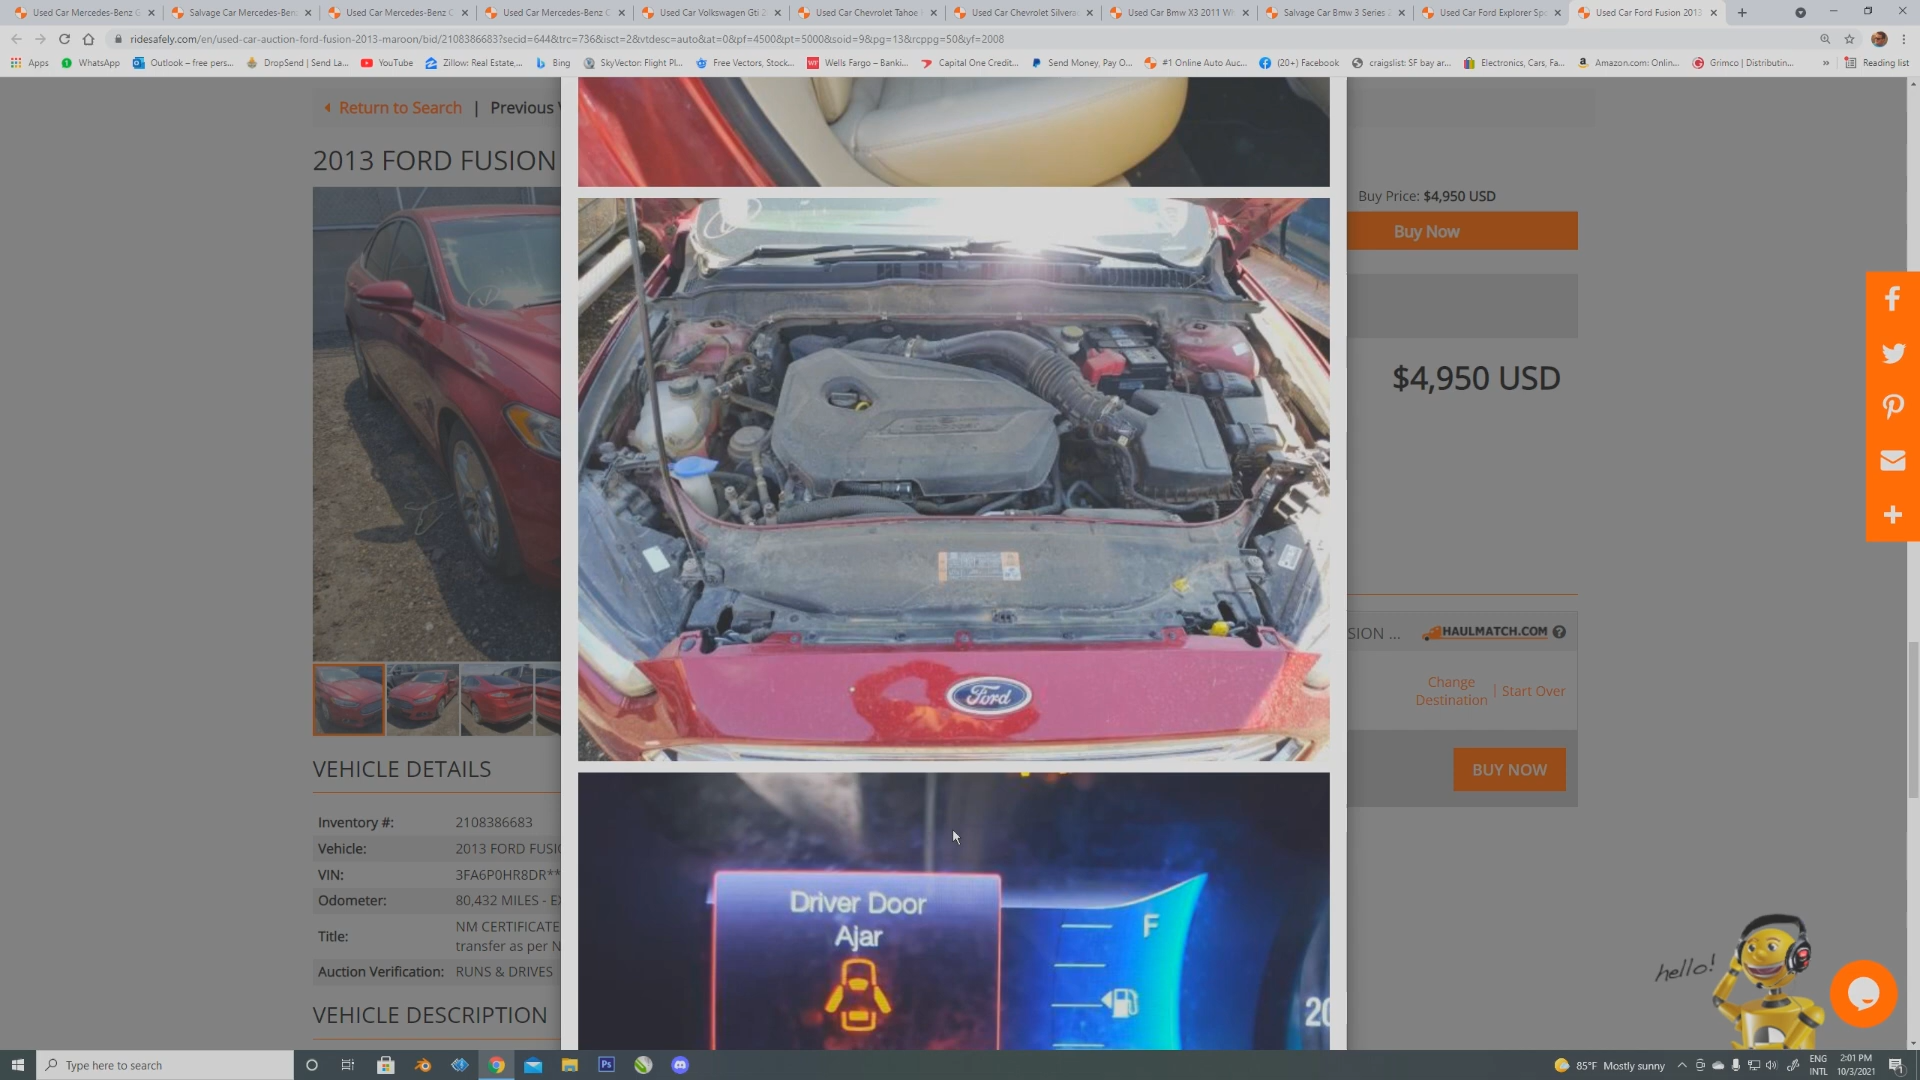 Used Car Mercedes-Benz G
Salvage Car Mercedes-Ben
Used Car Mercedes-Benz C
Used Car Mercedes-Benz C
Used Car Volkswagen Gti 2
Used Car Chevrolet Tahoe
Used Car Chevrolet Silvera
Used Car Bmw X3 2011 W
Salvage Car Bmw 3 Series
Used Car Ford Explorer Sp
Used Car Ford Fusion 2013
ridesafely.com/en/used-car-auction-ford-fusion-2013-maroon/bid/2108386683?secid=644&trc=736&isct=2&vtdesc=auto&at=0&pf=4500&pt=5000&soid=9&pg=13&rcppg=50&yf=2008
Apps
WhatsApp
Outlook – free pers...
DropSend | Send La...
YouTube
Zillow: Real Estate,...
Bing
SkyVector: Flight Pl...
Free Vectors, Stock...
Wells Fargo – Banki...
Capital One Credit...
Send Money, Pay O...
#1 Online Auto Auc...
(20+) Facebook
craigslist: SF bay ar...
Electronics, Cars, Fa...
Amazon.com: Onlin...
Grimco | Distributin...
»
Reading list
Return to Search | Previous
2013 FORD FUSION
Buy Price: $4,950 USD
Buy Now
$4,950 USD
SION ...
HAULMATCH.COM
Change Destination | Start Over
BUY NOW
Ford
Driver Door
Ajar
F
20
VEHICLE DETAILS
Inventory #: 2108386683
Vehicle: 2013 FORD FUSI
VIN: 3FA6P0HR8DR**
Odometer: 80,432 MILES - E
Title: NM CERTIFICATE
transfer as per N
Auction Verification: RUNS & DRIVES
VEHICLE DESCRIPTION
hello!
Type here to search
Ps
85°F Mostly sunny
ENG
INTL
2:01 PM
10/3/2021